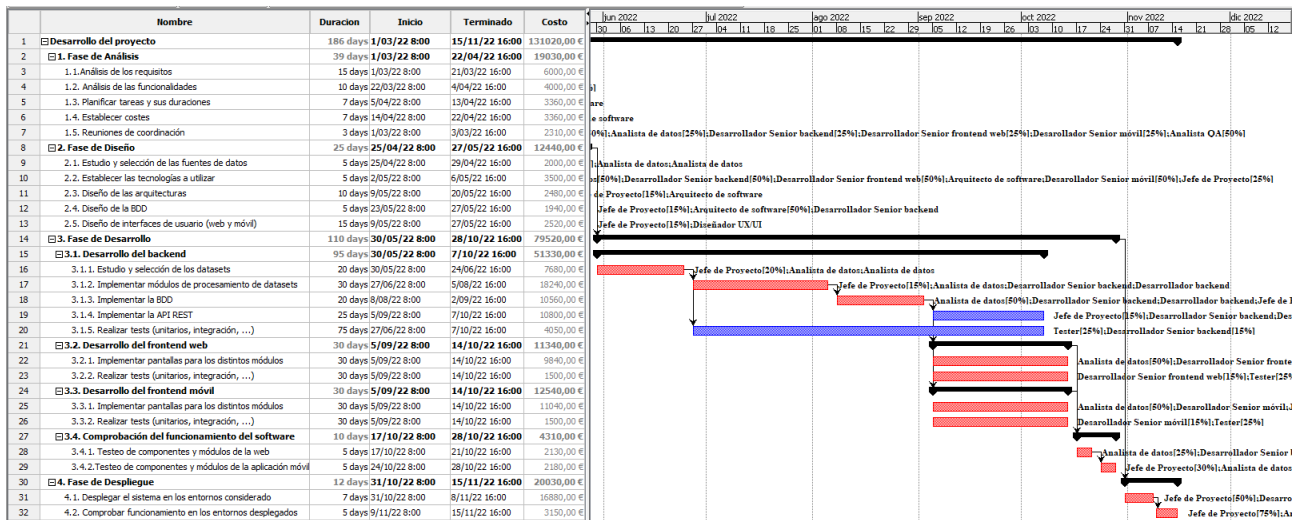 Nombre Duracion Inicio Terminado Costo
jun 2022 jul 2022 ago 2022 sep 2022 oct 2022 nov 2022 dic 2022
30 06 13 20 27 04 11 18 25 01 08 15 22 29 05 12 19 26 03 10 17 24 31 07 14 21 28 05 12
1 Desarrollo del proyecto 186 days 1/03/22 8:00 15/11/22 16:00 131020,00 €
2 1. Fase de Análisis 39 days 1/03/22 8:00 22/04/22 16:00 19030,00 €
3 1.1.Análisis de los requisitos 15 days 1/03/22 8:00 21/03/22 16:00 6000,00 €
4 1.2. Análisis de las funcionalidades 10 days 22/03/22 8:00 4/04/22 16:00 4000,00 €
5 1.3. Planificar tareas y sus duraciones 7 days 5/04/22 8:00 13/04/22 16:00 3360,00 € are
6 1.4. Establecer costes 7 days 14/04/22 8:00 22/04/22 16:00 3360,00 € e software
7 1.5. Reuniones de coordinación 3 days 1/03/22 8:00 3/03/22 16:00 2310,00 € 0%];Analista de datos[25%];Desarrollador Senior backend[25%];Desarrollador Senior frontend web[25%];Desarollador Senior móvil[25%];Analista QA[50%]
8 2. Fase de Diseño 25 days 25/04/22 8:00 27/05/22 16:00 12440,00 €
9 2.1. Estudio y selección de las fuentes de datos 5 days 25/04/22 8:00 29/04/22 16:00 2000,00 € ];Analista de datos;Analista de datos
10 2.2. Establecer las tecnologías a utilizar 5 days 2/05/22 8:00 6/05/22 16:00 3500,00 € os[50%];Desarrollador Senior backend[50%];Desarrollador Senior frontend web[50%];Arquitecto de software;Desarollador Senior móvil[50%];Jefe de Proyecto[25%]
11 2.3. Diseño de las arquitecturas 10 days 9/05/22 8:00 20/05/22 16:00 2480,00 € de Proyecto[15%];Arquitecto de software
12 2.4. Diseño de la BDD 5 days 23/05/22 8:00 27/05/22 16:00 1940,00 € Jefe de Proyecto[15%];Arquitecto de software[50%];Desarrollador Senior backend
13 2.5. Diseño de interfaces de usuario (web y móvil) 15 days 9/05/22 8:00 27/05/22 16:00 2520,00 € Jefe de Proyecto[15%];Diseñador UX/UI
14 3. Fase de Desarrollo 110 days 30/05/22 8:00 28/10/22 16:00 79520,00 €
15 3.1. Desarrollo del backend 95 days 30/05/22 8:00 7/10/22 16:00 51330,00 €
16 3.1.1. Estudio y selección de los datasets 20 days 30/05/22 8:00 24/06/22 16:00 7680,00 € Jefe de Proyecto[20%];Analista de datos;Analista de datos
17 3.1.2. Implementar módulos de procesamiento de datasets 30 days 27/06/22 8:00 5/08/22 16:00 18240,00 € Jefe de Proyecto[15%];Analista de datos;Desarrollador Senior backend;Desarrollador backend
18 3.1.3. Implementar la BDD 20 days 8/08/22 8:00 2/09/22 16:00 10560,00 € Analista de datos[50%];Desarrollador Senior backend;Desarrollador backend;Jefe de
19 3.1.4. Implementar la API REST 25 days 5/09/22 8:00 7/10/22 16:00 10800,00 € Jefe de Proyecto[15%];Desarrollador Senior backend;Des
20 3.1.5. Realizar tests (unitarios, integración, ...) 75 days 27/06/22 8:00 7/10/22 16:00 4050,00 € Tester[25%];Desarrollador Senior backend[15%]
21 3.2. Desarrollo del frontend web 30 days 5/09/22 8:00 14/10/22 16:00 11340,00 €
22 3.2.1. Implementar pantallas para los distintos módulos 30 days 5/09/22 8:00 14/10/22 16:00 9840,00 € Analista de datos[50%];Desarrollador Senior fronte
23 3.2.2. Realizar tests (unitarios, integración, ...) 30 days 5/09/22 8:00 14/10/22 16:00 1500,00 € Desarrollador Senior frontend web[15%];Tester[25%
24 3.3. Desarrollo del frontend móvil 30 days 5/09/22 8:00 14/10/22 16:00 12540,00 €
25 3.3.1. Implementar pantallas para los distintos módulos 30 days 5/09/22 8:00 14/10/22 16:00 11040,00 € Analista de datos[50%];Desarollador Senior móvil;
26 3.3.2. Realizar tests (unitarios, integración, ...) 30 days 5/09/22 8:00 14/10/22 16:00 1500,00 € Desarollador Senior móvil[15%];Tester[25%]
27 3.4. Comprobación del funcionamiento del software 10 days 17/10/22 8:00 28/10/22 16:00 4310,00 €
28 3.4.1. Testeo de componentes y módulos de la web 5 days 17/10/22 8:00 21/10/22 16:00 2130,00 € Analista de datos[25%];Desarrollador Senior
29 3.4.2.Testeo de componentes y módulos de la aplicación móvil 5 days 24/10/22 8:00 28/10/22 16:00 2180,00 € Jefe de Proyecto[30%];Analista de datos
30 4. Fase de Despliegue 12 days 31/10/22 8:00 15/11/22 16:00 20030,00 €
31 4.1. Desplegar el sistema en los entornos considerado 7 days 31/10/22 8:00 8/11/22 16:00 16880,00 € Jefe de Proyecto[50%];Desarro
32 4.2. Comprobar funcionamiento en los entornos desplegados 5 days 9/11/22 8:00 15/11/22 16:00 3150,00 € Jefe de Proyecto[75%];An